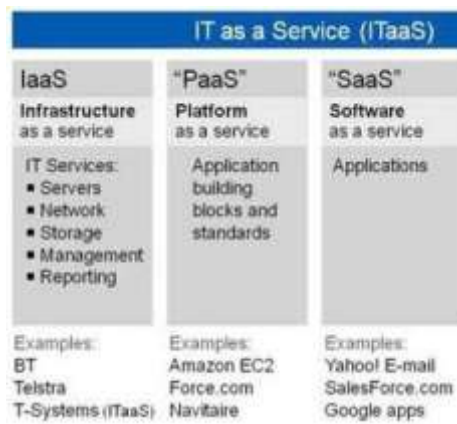 IT as a Service (ITaaS)
IaaS
Infrastructure
as a service
IT Services:
▪ Servers
▪ Network
▪ Storage
▪ Management
▪ Reporting
Examples:
BT
Telstra
T-Systems (ITaaS)
"PaaS"
Platform
as a service
Application
building
blocks and
standards
Examples:
Amazon EC2
Force.com
Navitaire
"SaaS"
Software
as a service
Applications
Examples:
Yahoo! E-mail
SalesForce.com
Google apps